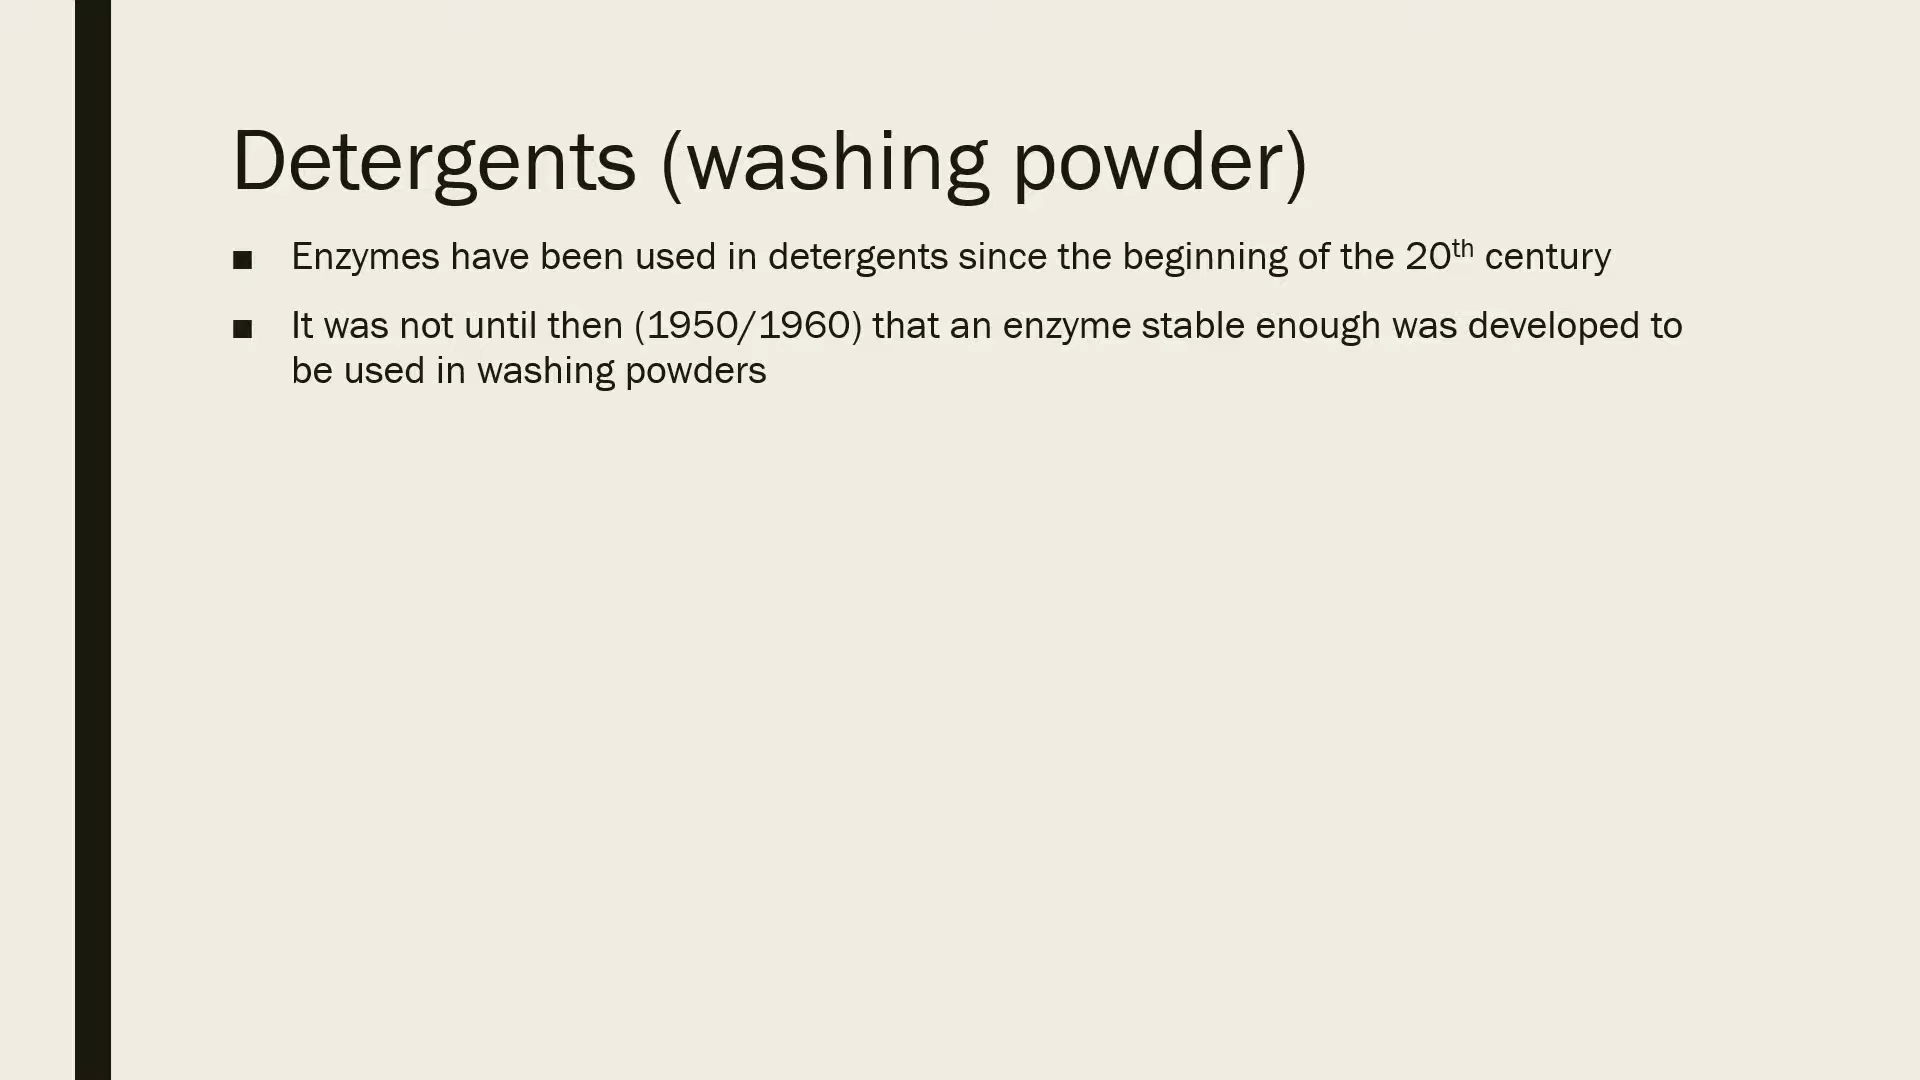 Detergents (washing powder)
■ Enzymes have been used in detergents since the beginning of the 20th century
■ It was not until then (1950/1960) that an enzyme stable enough was developed to
be used in washing powders